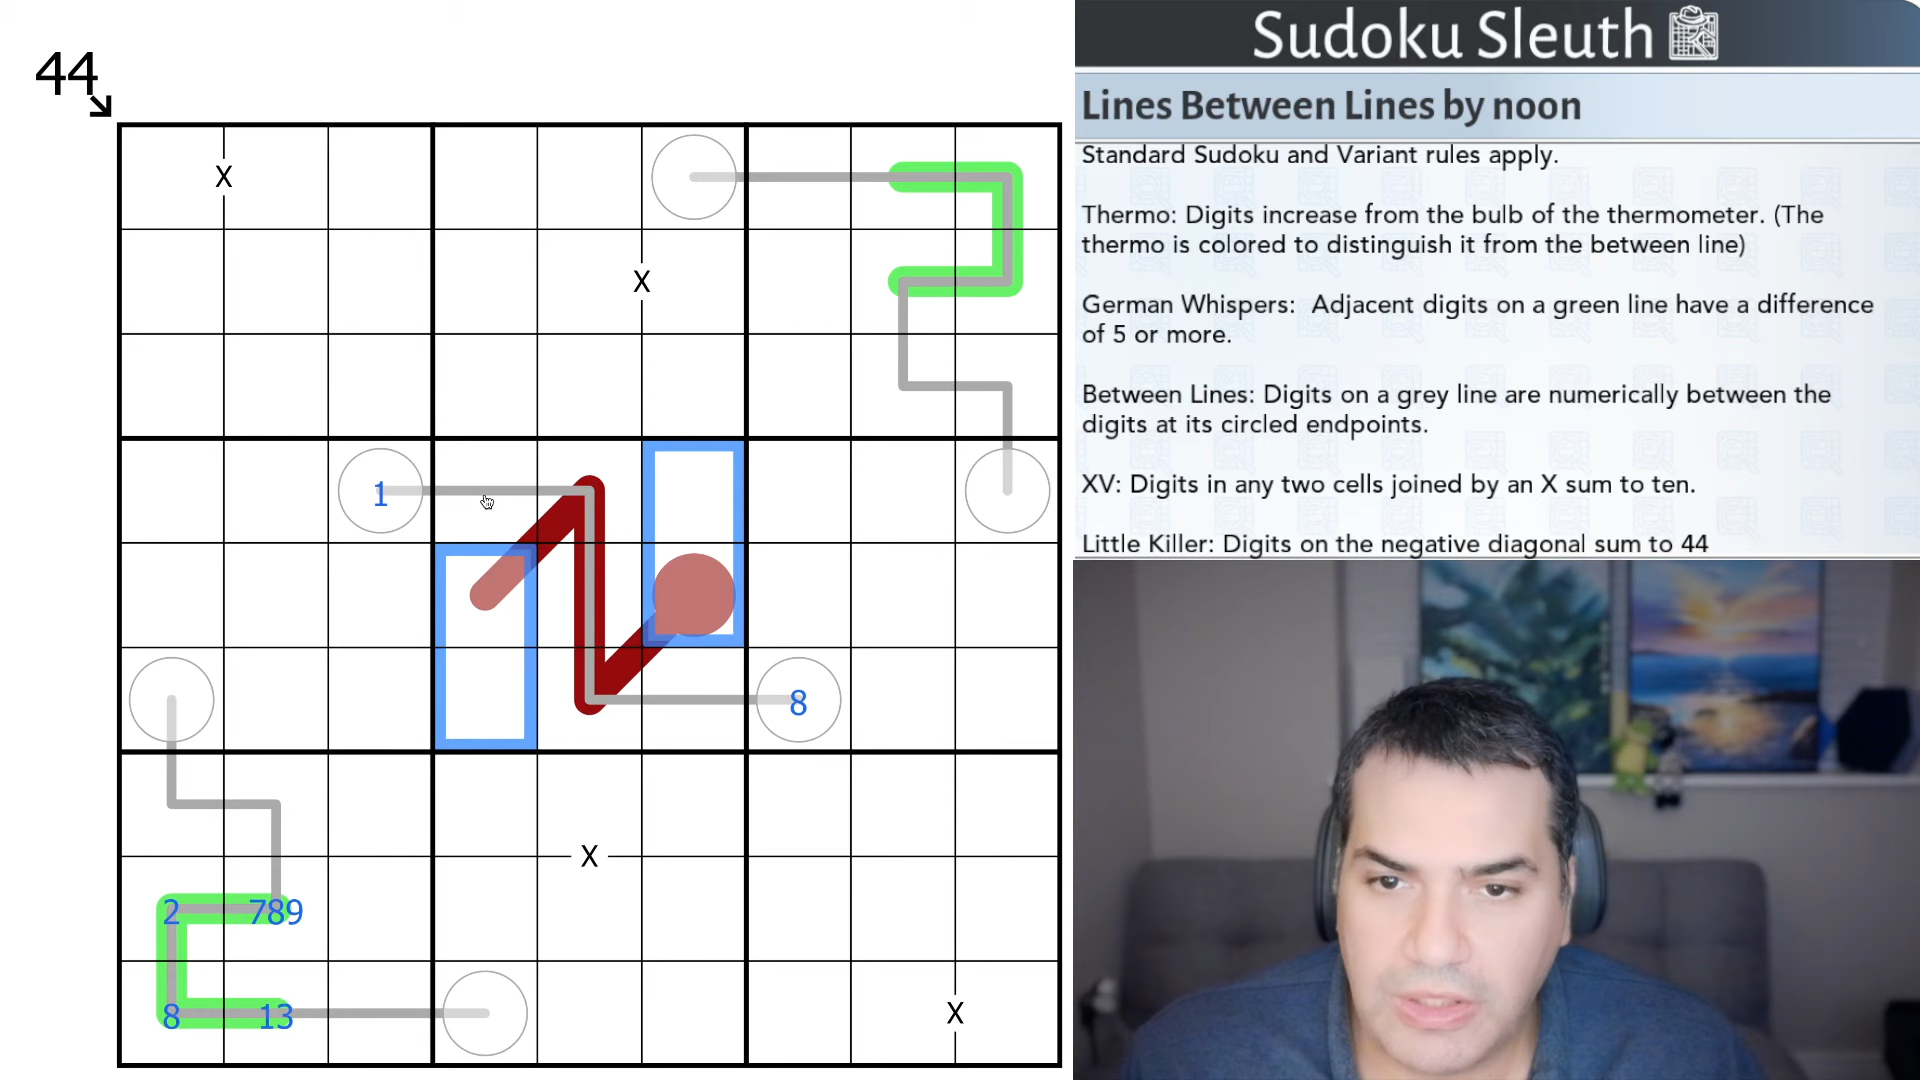 Sudoku Sleuth
Lines Between Lines by noon
Standard Sudoku and Variant rules apply.
Thermo: Digits increase from the bulb of the thermometer. (The
thermo is colored to distinguish it from the between line)
German Whispers: Adjacent digits on a green line have a difference
of 5 or more.
Between Lines: Digits on a grey line are numerically between the
digits at its circled endpoints.
XV: Digits in any two cells joined by an X sum to ten.
Little Killer: Digits on the negative diagonal sum to 44
44
X
X
1
8
X
2 789
8 13
X